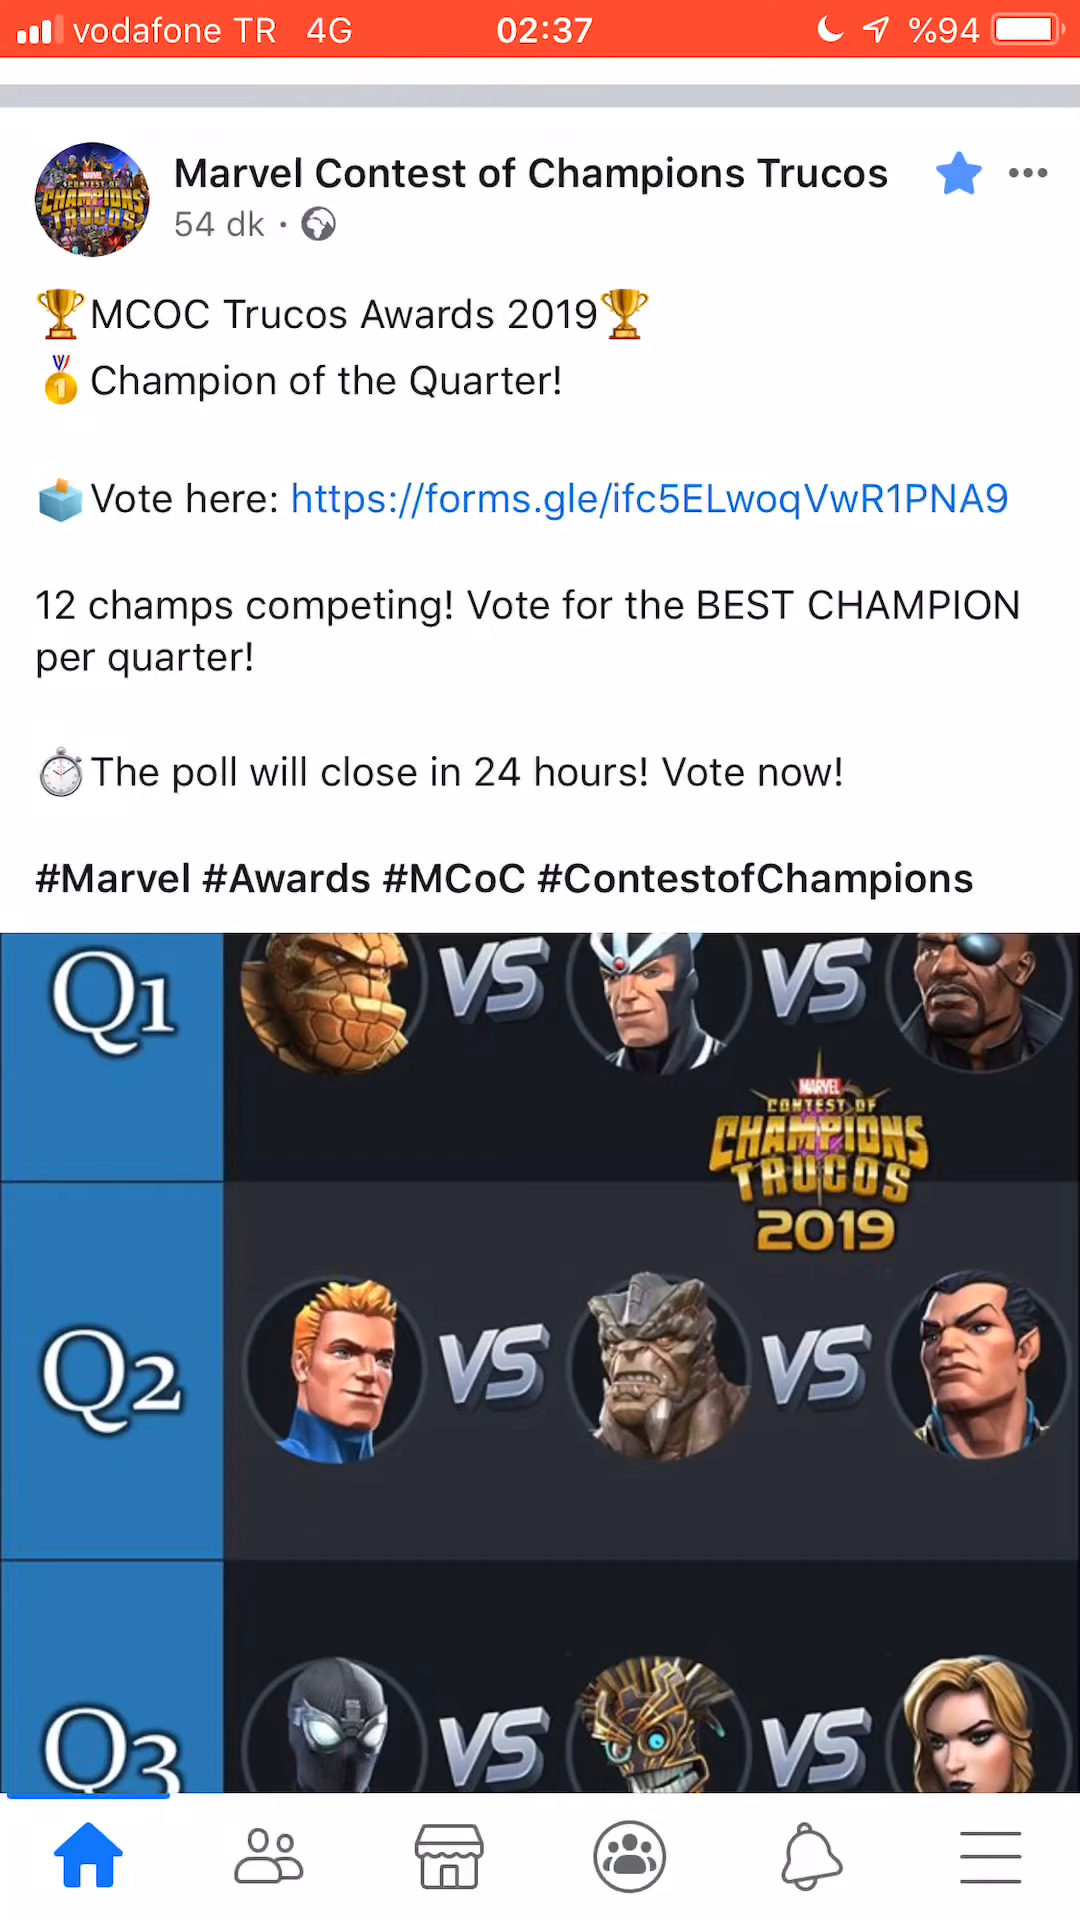 vodafone TR 4G 02:37 %94
Marvel Contest of Champions Trucos
54 dk ·
MCOC Trucos Awards 2019
1 Champion of the Quarter!
Vote here: https://forms.gle/ifc5ELwoqVwR1PNA9
12 champs competing! Vote for the BEST CHAMPION
per quarter!
The poll will close in 24 hours! Vote now!
#Marvel #Awards #MCoC #ContestofChampions
Q1 VS VS
MARVEL
CONTEST OF
CHAMPIONS
TRUCOS
2019
Q2 VS VS
Q3 VS VS